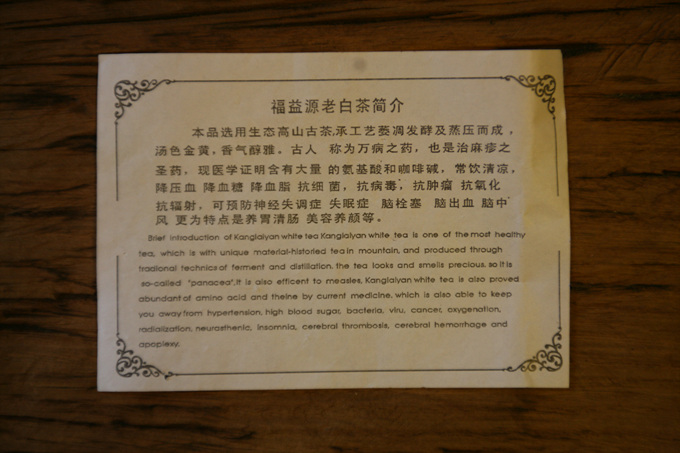 福益源老白茶简介
本品选用生态高山古茶,承工艺萎凋发酵及蒸压而成，
汤色金黄，香气醇雅。古人 称为万病之药，也是治麻疹之
圣药，现医学证明含有大量 的氨基酸和咖啡碱，常饮清凉，
降压血 降血糖 降血脂 抗细菌，抗病毒，抗肿瘤 抗氧化
抗辐射，可预防神经失调症 失眠症 脑栓塞 脑出血 脑中
风 更为特点是养胃清肠 美容养颜等。
Brief introduction of Kanglaiyan white tea Kanglaiyan white tea is one of the most healthy
tea, which is with unique material-historied tea in mountain, and produced through
traqional technics of ferment and distillation. the tea looks and smells precious. so it is
so-called "panacea",it is also efficent to measles, Kanglaiyan white tea is also proved
abundant of amino acid and theine by current medicine. which is also able to keep
you away from hypertension, high blood sugar, bacteria, viru, cancer, oxygenation,
radialization, neurasthenic, insomnia, cerebral thrombosis, cerebral hemorrhage and
apoplexy.